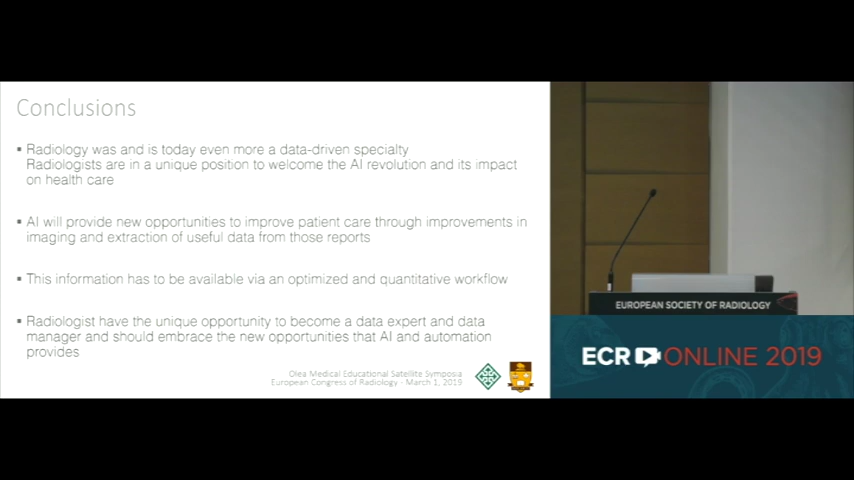 Conclusions
Radiology was and is today even more a data-driven specialty
Radiologists are in a unique position to welcome the AI revolution and its impact
on health care
AI will provide new opportunities to improve patient care through improvements in
imaging and extraction of useful data from those reports
This information has to be available via an optimized and quantitative workflow
Radiologist have the unique opportunity to become a data expert and data
manager and should embrace the new opportunities that AI and automation
provides
Olea Medical Educational Satellite Symposia
European Congress of Radiology - March 1, 2019
EUROPEAN SOCIETY OF RADIOLOGY
ECR ONLINE 2019